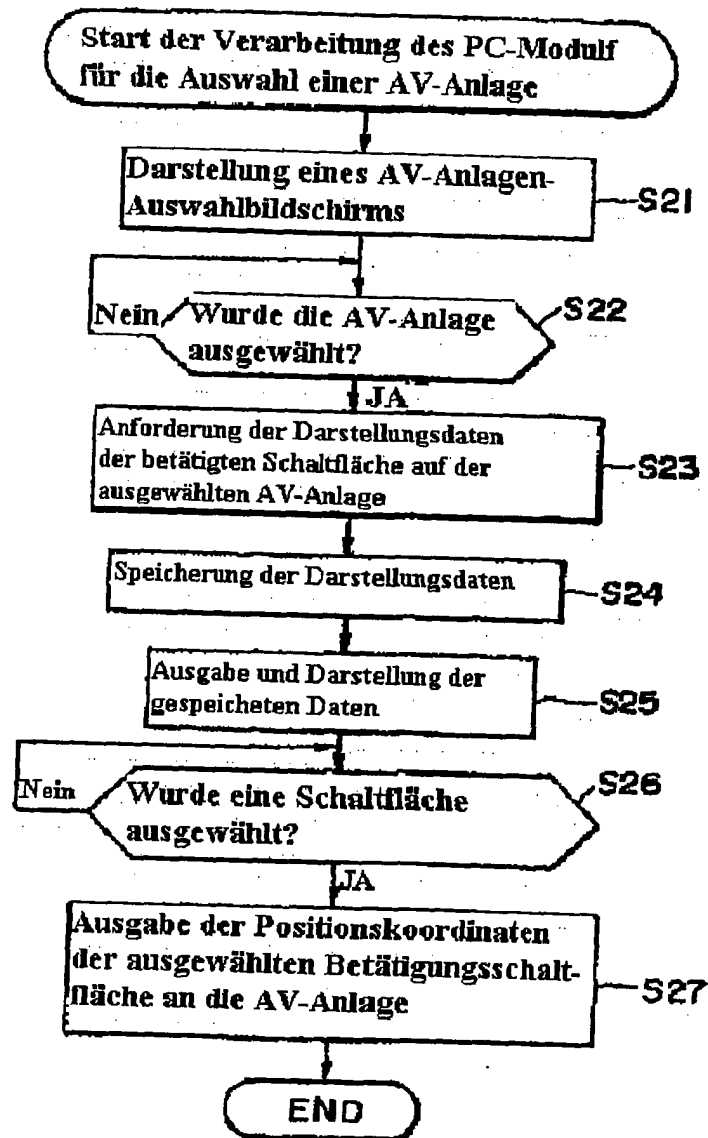 Start der Verarbeitung des PC-Modulf
für die Auswahl einer AV-Anlage
Darstellung eines AV-Anlagen-
Auswahlbildschirms
S21
Nein
Wurde die AV-Anlage
ausgewählt?
S22
JA
Anforderung der Darstellungsdaten
der betätigten Schaltfläche auf der
ausgewählten AV-Anlage
S23
Speicherung der Darstellungsdaten
S24
Ausgabe und Darstellung der
gespeicheten Daten
S25
Nein
Wurde eine Schaltfläche
ausgewählt?
S26
JA
Ausgabe der Positionskoordinaten
der ausgewählten Betätigungsschalt-
fläche an die AV-Anlage
S27
END